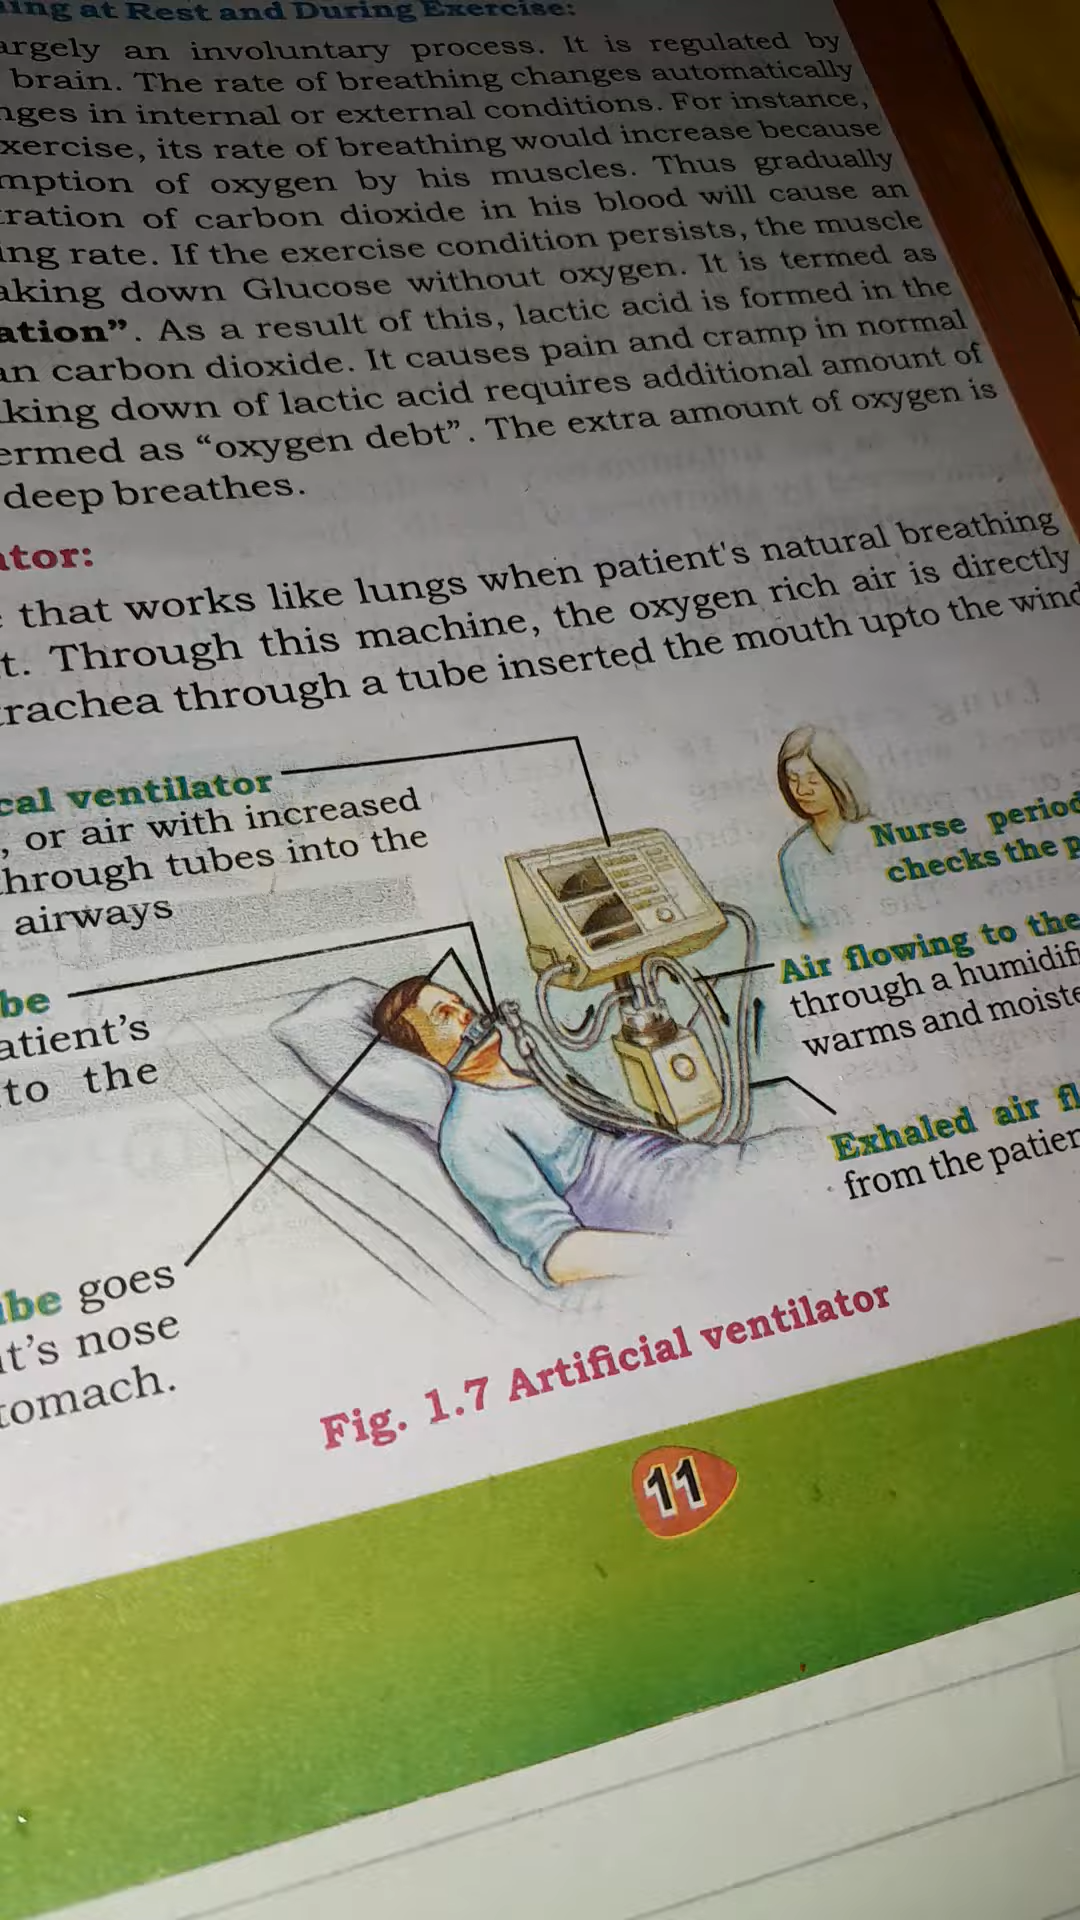 ing at Rest and During Exercise:
argely an involuntary process. It is regulated by
brain. The rate of breathing changes automatically
nges in internal or external conditions. For instance,
xercise, its rate of breathing would increase because
mption of oxygen by his muscles. Thus gradually
tration of carbon dioxide in his blood will cause an
ing rate. If the exercise condition persists, the muscle
aking down Glucose without oxygen. It is termed as
ation”. As a result of this, lactic acid is formed in the
an carbon dioxide. It causes pain and cramp in normal
king down of lactic acid requires additional amount of
ermed as “oxygen debt”. The extra amount of oxygen is
deep breathes.
ator:
that works like lungs when patient's natural breathing
t. Through this machine, the oxygen rich air is directly
trachea through a tube inserted the mouth upto the wind
cal ventilator
, or air with increased
through tubes into the
airways
be
atient’s
to the
be goes
t’s nose
tomach.
Nurse period
checks the p
Air flowing to the
through a humidifi
warms and moiste
Exhaled air fl
from the patien
Fig. 1.7 Artificial ventilator
11